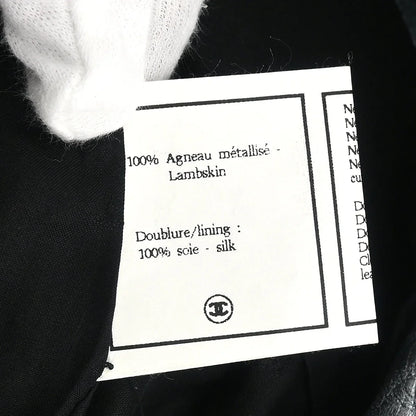 100% Agneau métallisé -
Lambskin
Doublure/lining :
100% soie - silk